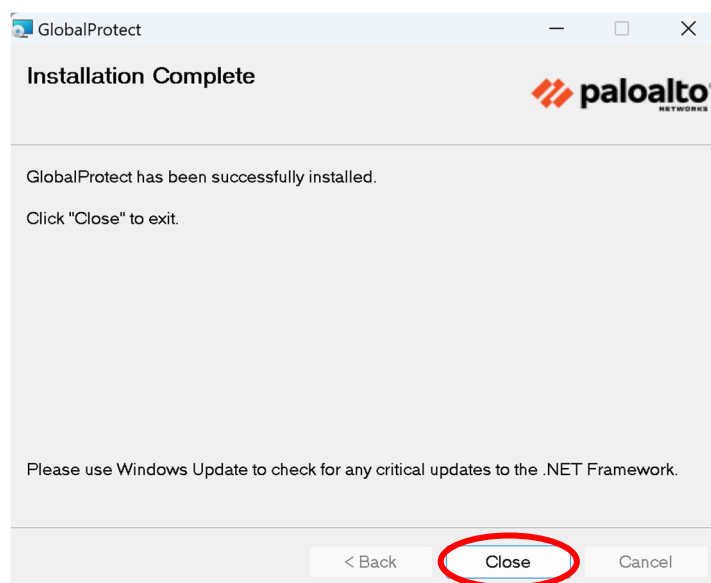 GlobalProtect
Installation Complete
paloalto
NETWORKS
GlobalProtect has been successfully installed.
Click "Close" to exit.
Please use Windows Update to check for any critical updates to the .NET Framework.
< Back Close Cancel